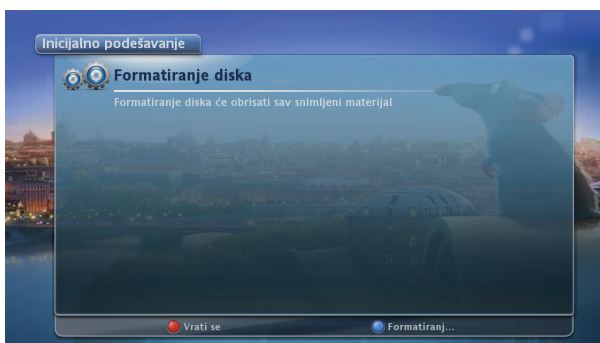 Inicijalno podešavanje
Formatiranje diska
Formatiranje diska će obrisati sav snimljeni materijal
Vrati se
Formatiranj...